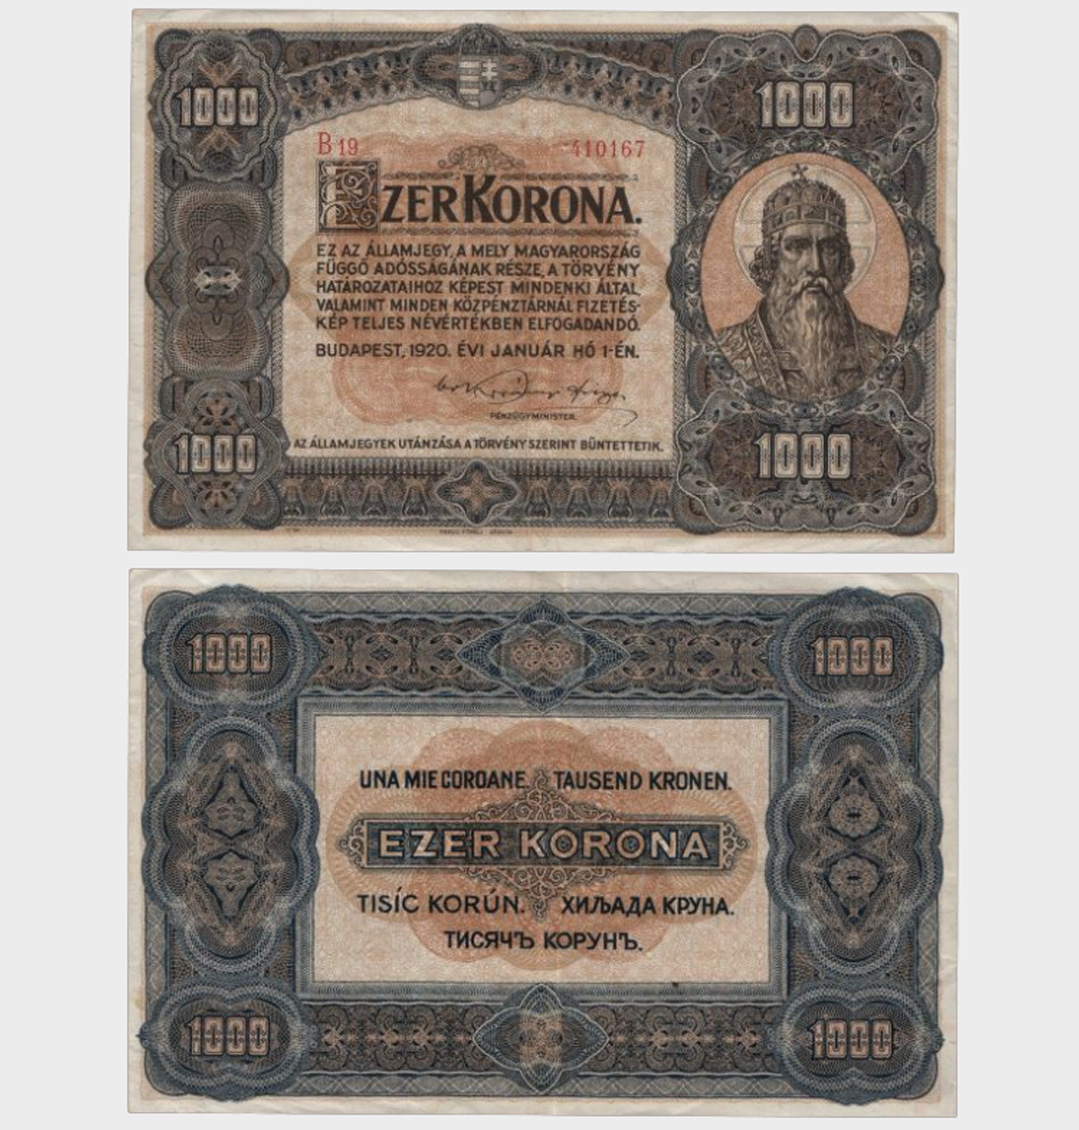 1000
1000
B 19
410167
EZER KORONA.
EZ AZ ÁLLAMJEGY, A MELY MAGYARORSZÁG
FÜGGŐ ADÓSSÁGÁNAK RÉSZE, A TÖRVÉNY
HATÁROZATAIHOZ KÉPEST MINDENKI ÁLTAL,
VALAMINT MINDEN KÖZPÉNZTÁRNÁL FIZETÉS-
KÉP TELJES NÉVÉRTÉKBEN ELFOGADANDÓ.
BUDAPEST, 1920. ÉVI JANUÁR HÓ 1-ÉN.
PÉNZÜGYMINISTER.
1000
1000
AZ ÁLLAMJEGYEK UTÁNZÁSA A TÖRVÉNY SZERINT BÜNTETTETIK.
1000
1000
UNA MIE COROANE. TAUSEND KRONEN.
EZER KORONA
TISÍC KORÚN. ХИЉАДА КРУНА.
ТИСЯЧЪ КОРУНЪ.
1000
1000